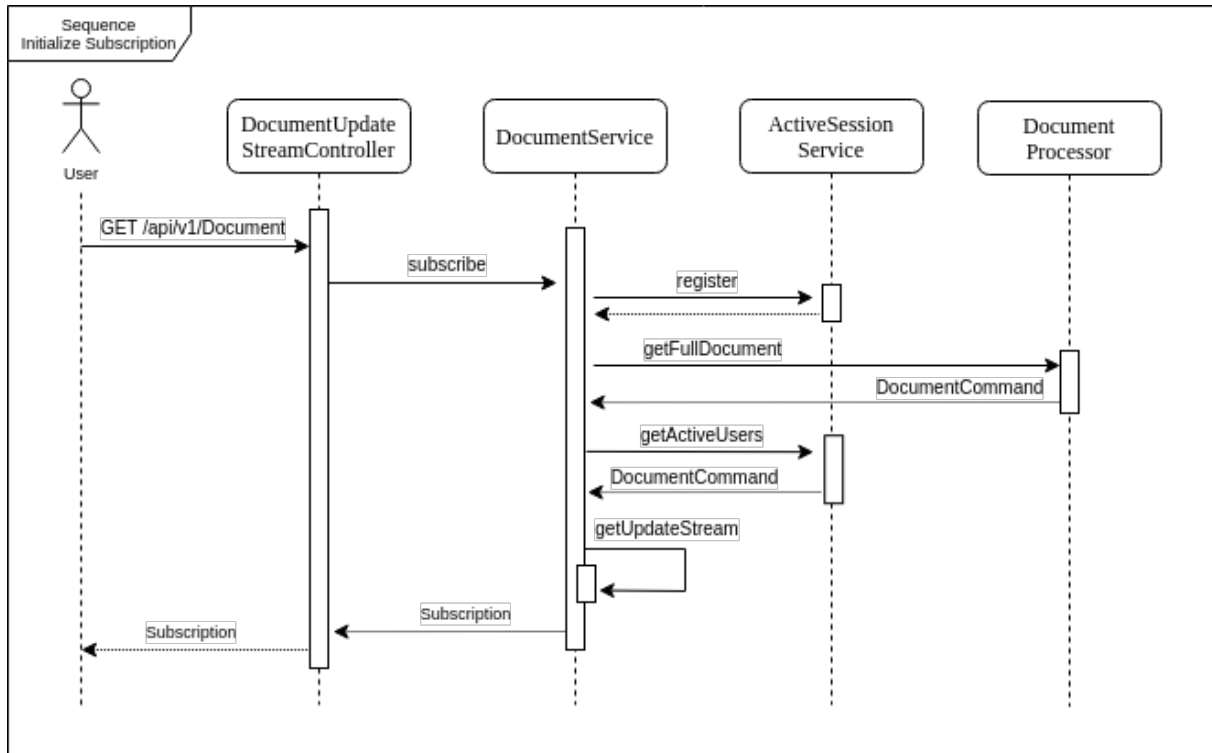 Sequence
Initialize Subscription
User
DocumentUpdate
StreamController
DocumentService
ActiveSession
Service
Document
Processor
GET /api/v1/Document
subscribe
register
getFullDocument
DocumentCommand
getActiveUsers
DocumentCommand
getUpdateStream
Subscription
Subscription